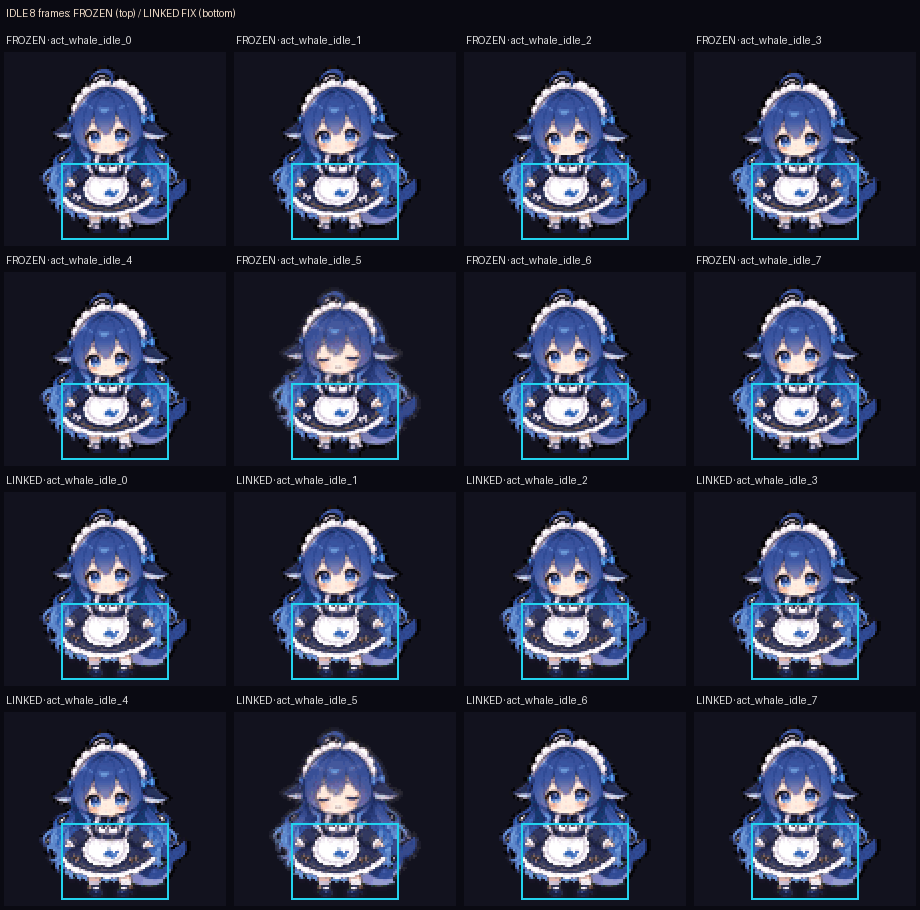 IDLE 8 frames: FROZEN (top) / LINKED FIX (bottom)
FROZEN·act_whale_idle_0 FROZEN·act_whale_idle_1 FROZEN·act_whale_idle_2 FROZEN·act_whale_idle_3
FROZEN·act_whale_idle_4 FROZEN·act_whale_idle_5 FROZEN·act_whale_idle_6 FROZEN·act_whale_idle_7
LINKED·act_whale_idle_0 LINKED·act_whale_idle_1 LINKED·act_whale_idle_2 LINKED·act_whale_idle_3
LINKED·act_whale_idle_4 LINKED·act_whale_idle_5 LINKED·act_whale_idle_6 LINKED·act_whale_idle_7